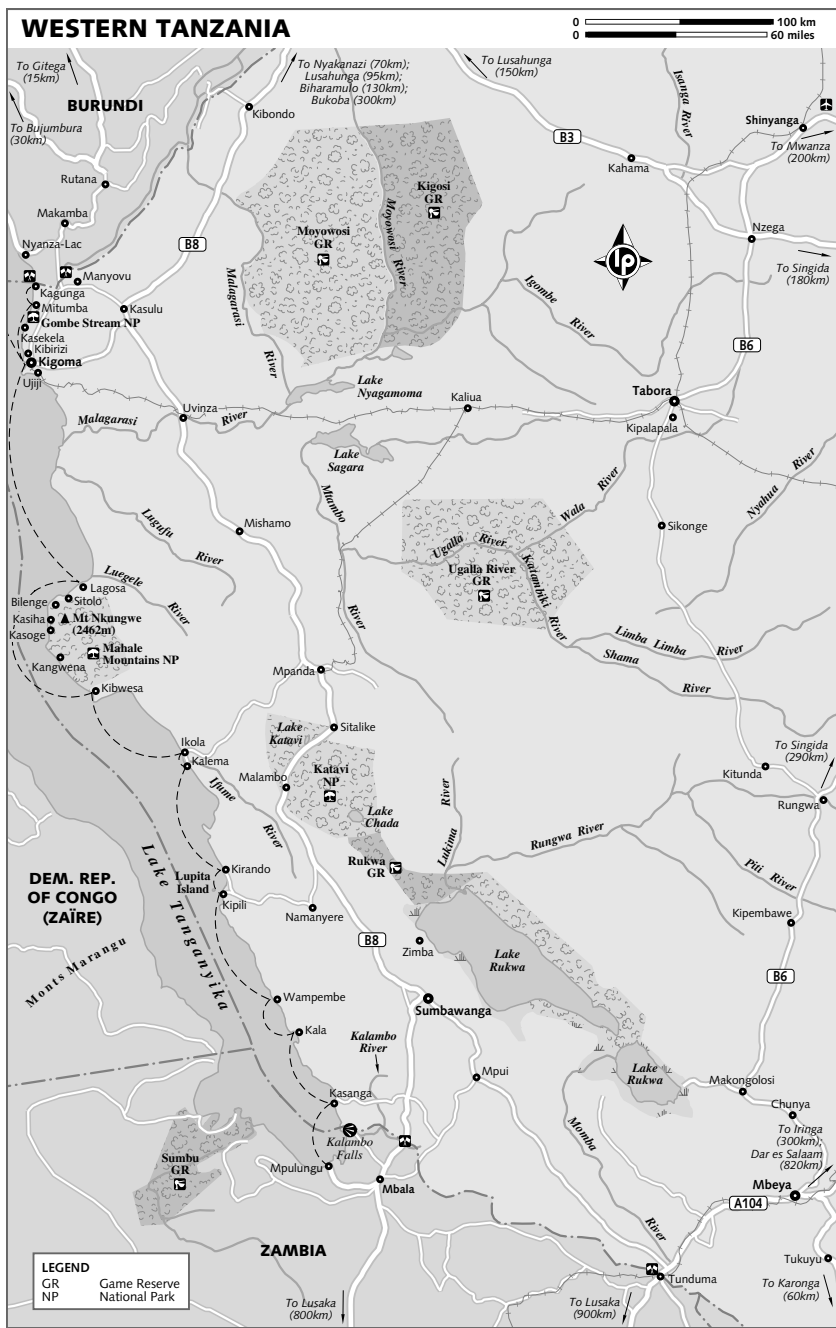 WESTERN TANZANIA
0 100 km
0 60 miles
To Gitega
(15km)
BURUNDI
To Bujumbura
(30km)
To Nyakanazi (70km);
Lusahunga (95km);
Biharamulo (130km);
Bukoba (300km)
Kibondo
To Lusahunga
(150km)
Isanga River
Shinyanga
To Mwanza
(200km)
B3
Kahama
Rutana
Makamba
Nyanza-Lac
B8
Moyowosi
GR
Kigosi
GR
Moyowosi River
Malagarasi
River
LP
Nzega
To Singida
(180km)
Igombe
River
Manyovu
Kagunga
Mitumba
Gombe Stream NP
Kasulu
Kasekela
Kibirizi
Kigoma
Ujiji
B6
Lake
Nyagamoma
Tabora
Kaliua
Kipalapala
Uvinza
Malagarasi
River
Lake
Sagara
Mtambo
River
Wala
River
Nyahua
River
Sikonge
Mishamo
Lugufu
River
Ugalla
River
Ugalla River
GR
Katambiki
River
Luegele
River
Lagosa
Bilenge
Sitolo
Kasiha
Mt Nkungwe
(2462m)
Kasoge
Mahale
Mountains NP
Kangwena
Kibwesa
Limba Limba
River
Shama
River
Mpanda
Lake
Katavi
Sitalike
Ikola
Kalema
Malambo
Katavi
NP
To Singida
(290km)
Kitunda
Rungwa
Ifume
River
Lake
Chada
Lukima
River
Rungwa River
Piti River
Rukwa
GR
Kirando
Lupita
Island
Kipili
Namanyere
DEM. REP.
OF CONGO
(ZAÏRE)
Lake Tanganyika
Monts Marangu
Kipembawe
B8
Zimba
Lake
Rukwa
B6
Wampembe
Sumbawanga
Kala
Kalambo
River
Lake
Rukwa
Mpui
Makongolosi
Kasanga
Chunya
To Iringa
(300km);
Dar es Salaam
(820km)
Momba
River
Kalambo
Falls
Sumbu
GR
Mpulungu
Mbala
Mbeya
A104
ZAMBIA
Tukuyu
Tunduma
To Karonga
(60km)
LEGEND
GR Game Reserve
NP National Park
To Lusaka
(800km)
To Lusaka
(900km)